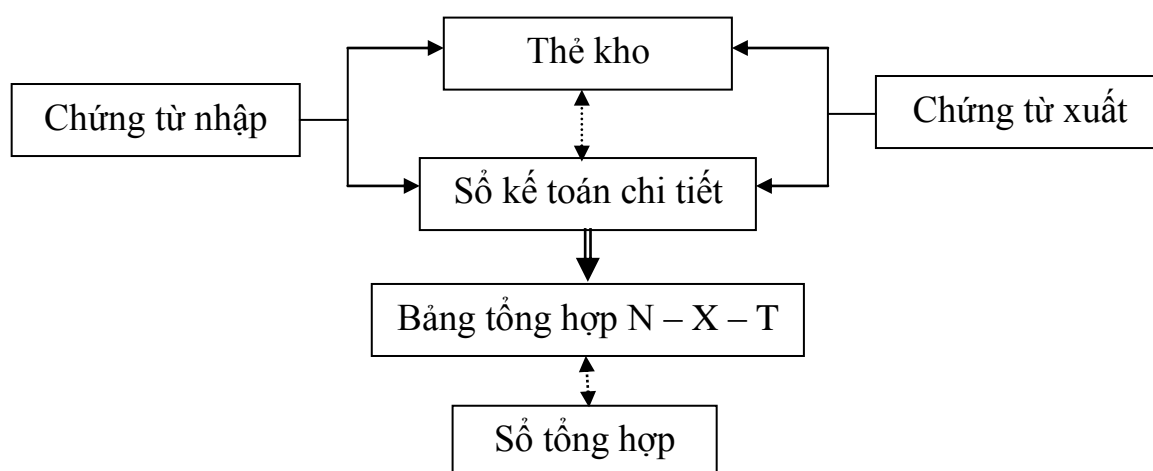 Thẻ kho
Chứng từ nhập
Chứng từ xuất
Sổ kế toán chi tiết
Bảng tổng hợp N – X – T
Sổ tổng hợp